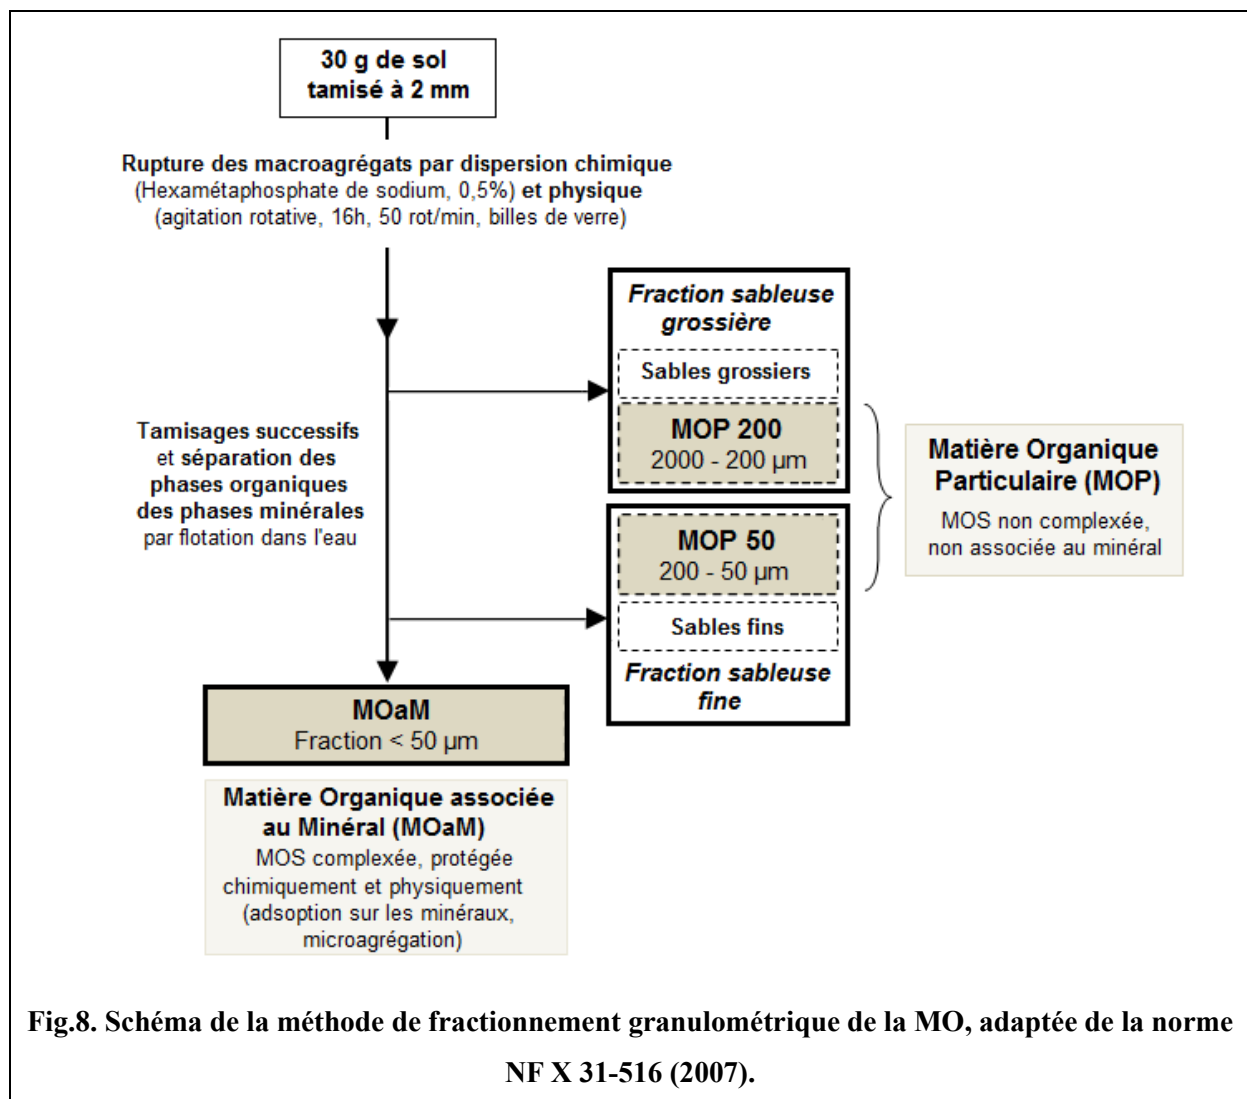 30 g de sol
tamisé à 2 mm
Rupture des macroagrégats par dispersion chimique
(Hexamétaphosphate de sodium, 0,5%) et physique
(agitation rotative, 16h, 50 rot/min, billes de verre)
Fraction sableuse
grossière
Sables grossiers
MOP 200
2000 - 200 µm
Tamisages successifs
et séparation des
phases organiques
des phases minérales
par flotation dans l'eau
Matière Organique
Particulaire (MOP)
MOS non complexée,
non associée au minéral
MOP 50
200 - 50 µm
Sables fins
Fraction sableuse
fine
MOaM
Fraction < 50 µm
Matière Organique associée
au Minéral (MOaM)
MOS complexée, protégée
chimiquement et physiquement
(adsoption sur les minéraux,
microagrégation)
Fig.8. Schéma de la méthode de fractionnement granulométrique de la MO, adaptée de la norme
NF X 31-516 (2007).